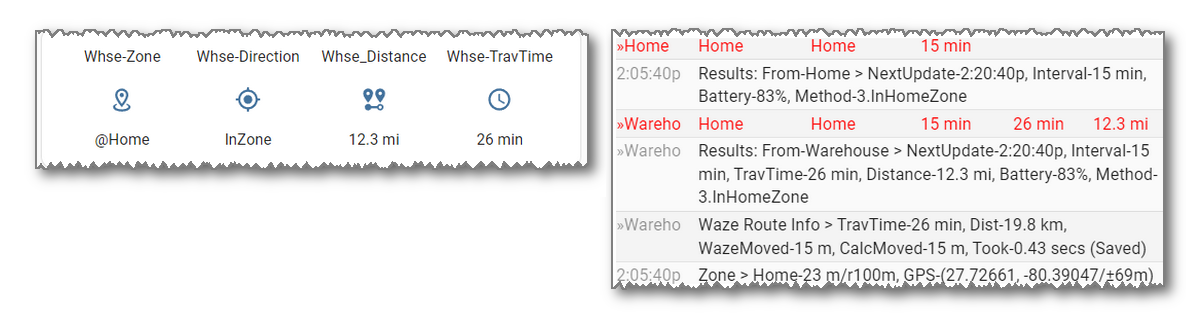 Whse-Zone Whse-Direction Whse_Distance Whse-TravTime
@Home InZone 12.3 mi 26 min
»Home Home Home 15 min
2:05:40p Results: From-Home > NextUpdate-2:20:40p, Interval-15 min,
Battery-83%, Method-3.InHomeZone
»Wareho Home Home 15 min 26 min 12.3 mi
»Wareho Results: From-Warehouse > NextUpdate-2:20:40p, Interval-15
min, TravTime-26 min, Distance-12.3 mi, Battery-83%, Method-
3.InHomeZone
»Wareho Waze Route Info > TravTime-26 min, Dist-19.8 km,
WazeMoved-15 m, CalcMoved-15 m, Took-0.43 secs (Saved)
2:05:40p Zone > Home-23 m/r100m, GPS-(27.72661, -80.39047/±69m)